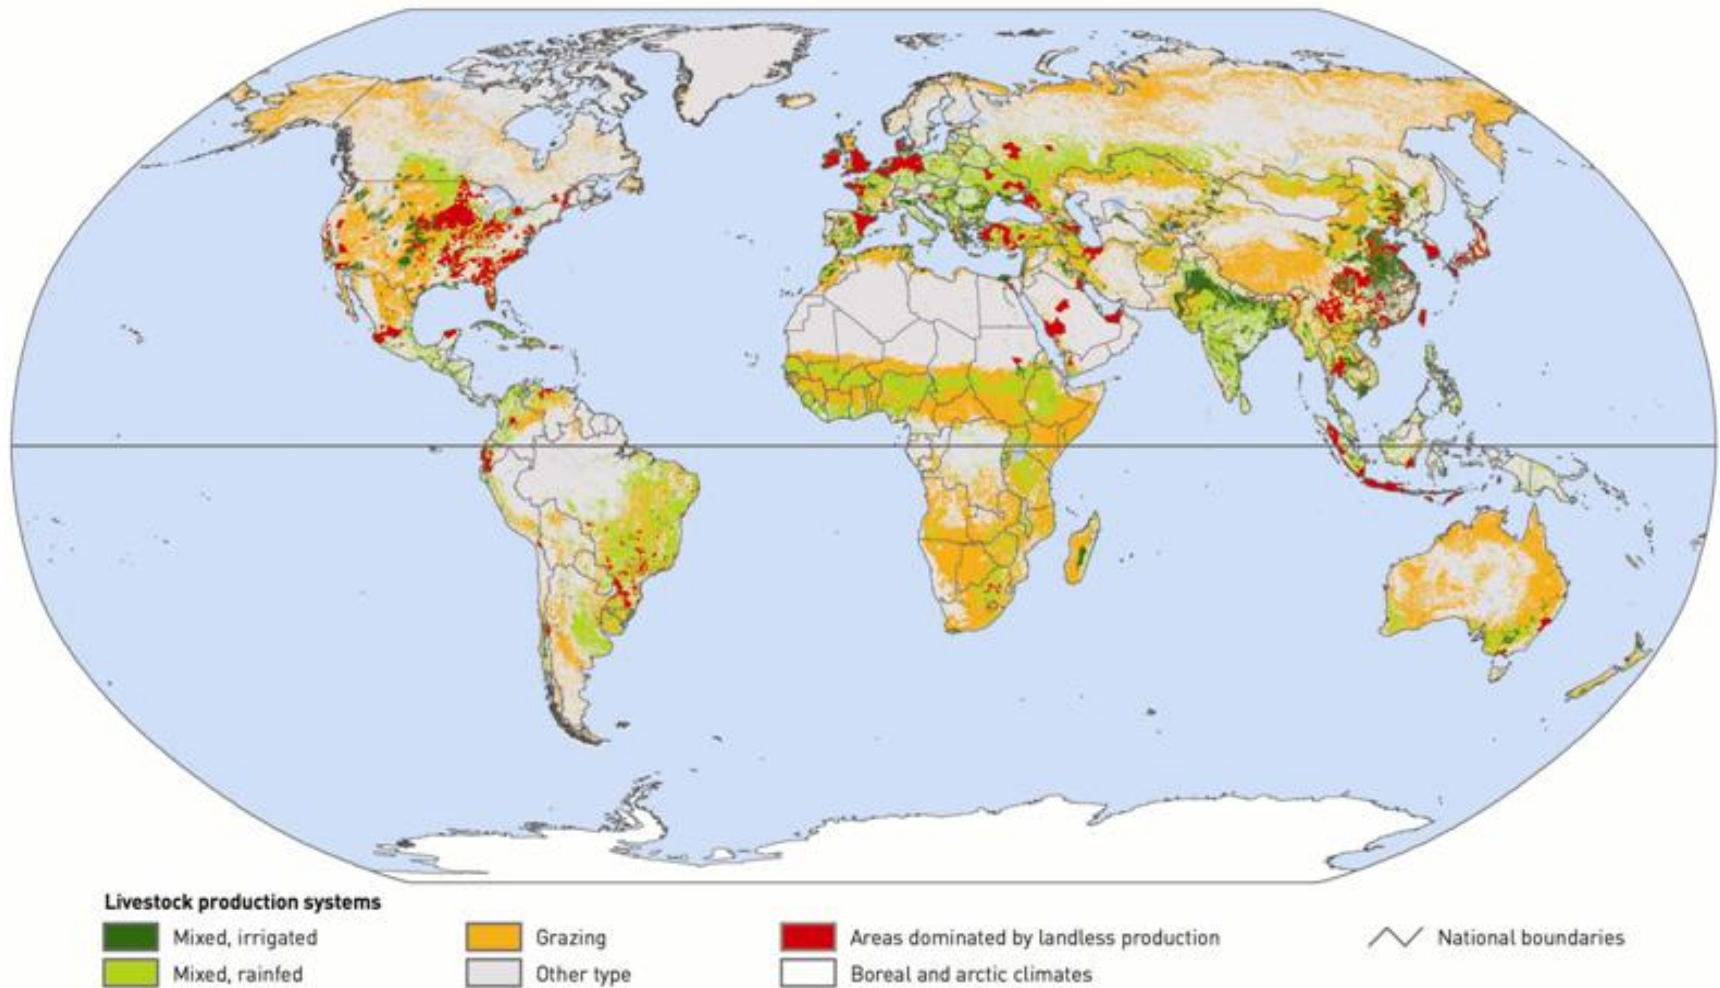 Livestock production systems
Mixed, irrigated
Grazing
Areas dominated by landless production
National boundaries
Mixed, rainfed
Other type
Boreal and arctic climates